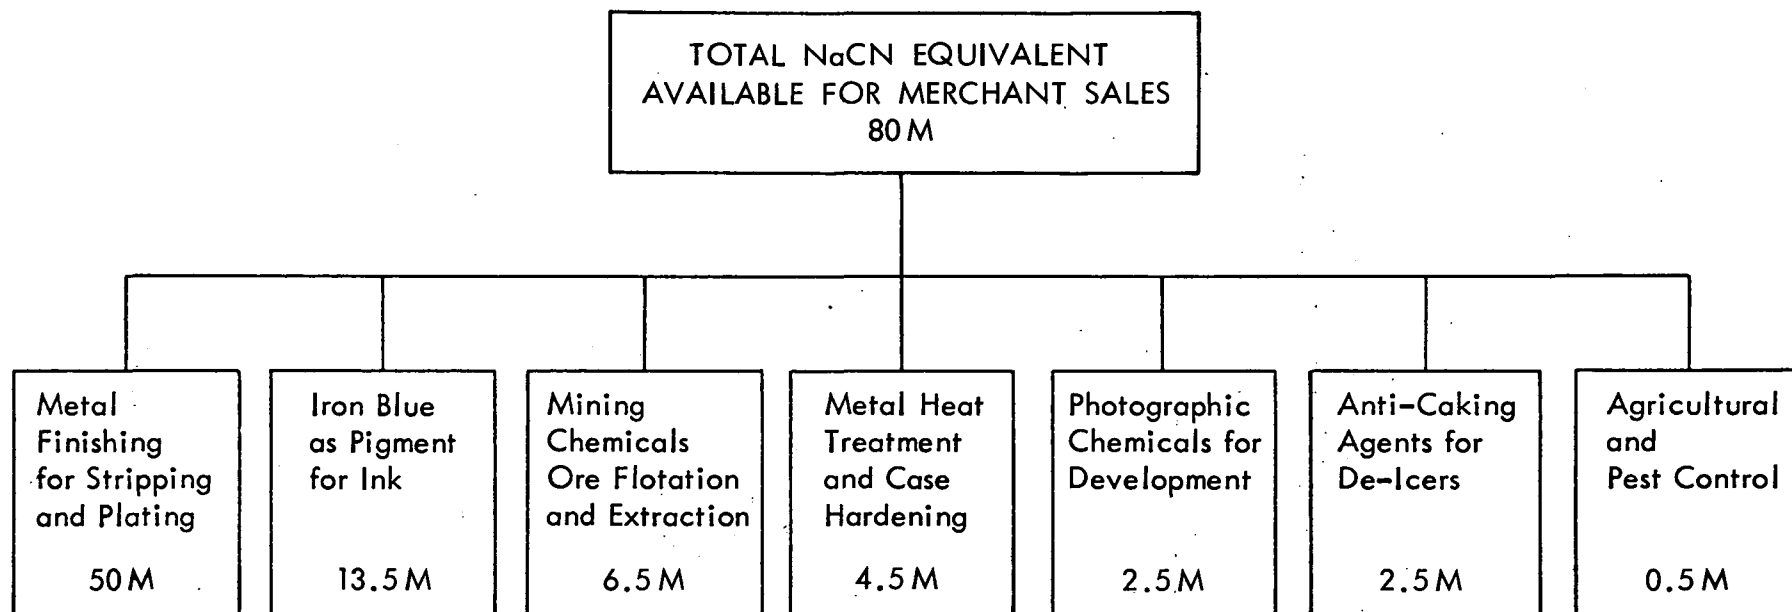 TOTAL NaCN EQUIVALENT
AVAILABLE FOR MERCHANT SALES
80 M
Metal
Finishing
for Stripping
and Plating
50 M
Iron Blue
as Pigment
for Ink
13.5 M
Mining
Chemicals
Ore Flotation
and Extraction
6.5 M
Metal Heat
Treatment
and Case
Hardening
4.5 M
Photographic
Chemicals for
Development
2.5 M
Anti-Caking
Agents for
De-Icers
2.5 M
Agricultural
and
Pest Control
0.5 M